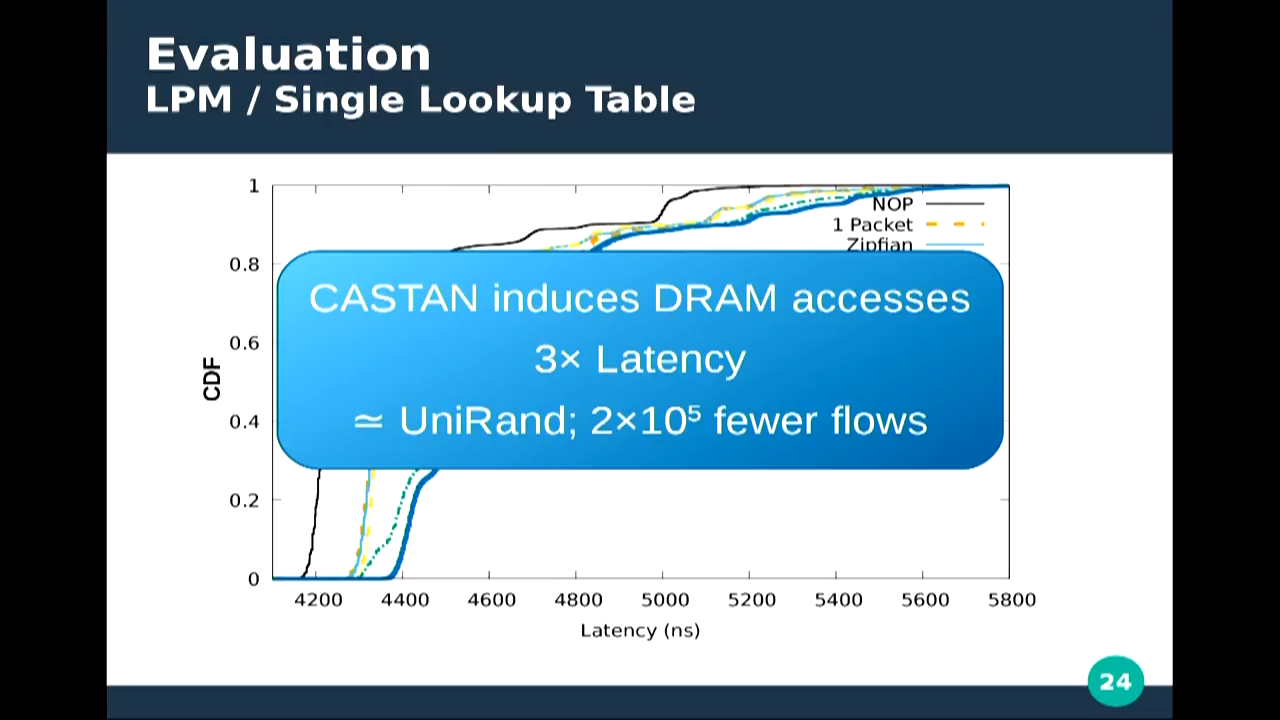 Evaluation
LPM / Single Lookup Table
1
0.8
0.6
0.4
0.2
0
CDF
NOP
1 Packet
Zipfian
CASTAN induces DRAM accesses
3× Latency
≃ UniRand; 2×10⁵ fewer flows
4200 4400 4600 4800 5000 5200 5400 5600 5800
Latency (ns)
24